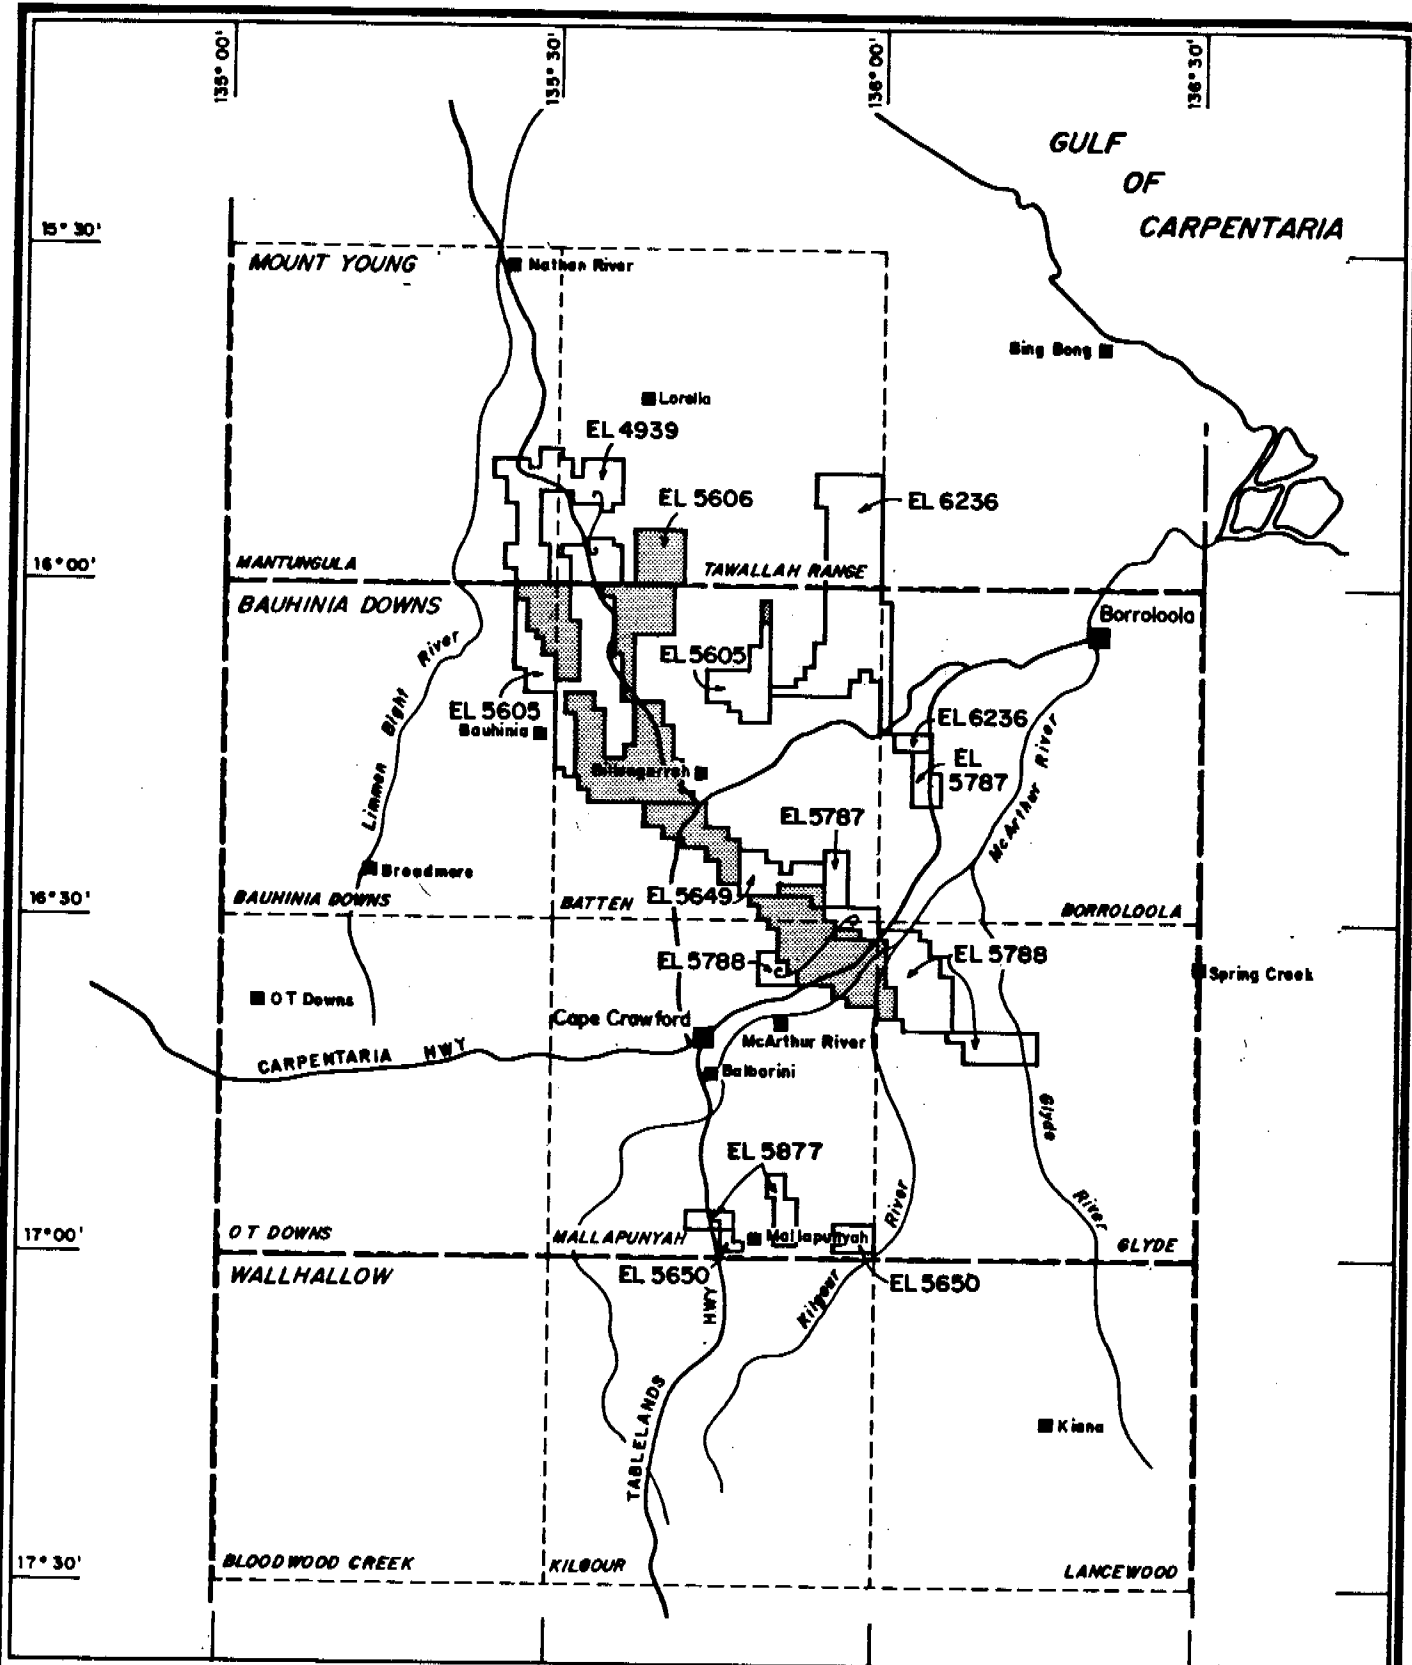 135° 00'
135° 30'
136° 00'
136° 30'
GULF
OF
CARPENTARIA
15° 30'
MOUNT YOUNG
Nathan River
Bing Bong
Lorella
EL 4939
EL 5606
EL 6236
16° 00'
MANTUNGULA
TAWALLAH RANGE
BAUHINIA DOWNS
Borroloola
Limmen Bight River
EL 5605
EL 5605
Bauhinia
EL 6236
EL
5787
McArthur River
EL 5787
Broadmere
EL 5649
16° 30'
BAUHINIA DOWNS
BATTEN
BORROLOOLA
EL 5788
EL 5788
Spring Creek
O T Downs
Cape Crawford
McArthur River
CARPENTARIA HWY
Balbarini
Glyde River
EL 5877
River
17° 00'
O T DOWNS
MALLAPUNYAH
Mallapunyah
GLYDE
WALLHALLOW
EL 5650
EL 5650
Kilgour
HWY
TABLELANDS
Kiana
17° 30'
BLOODWOOD CREEK
KILGOUR
LANCEWOOD